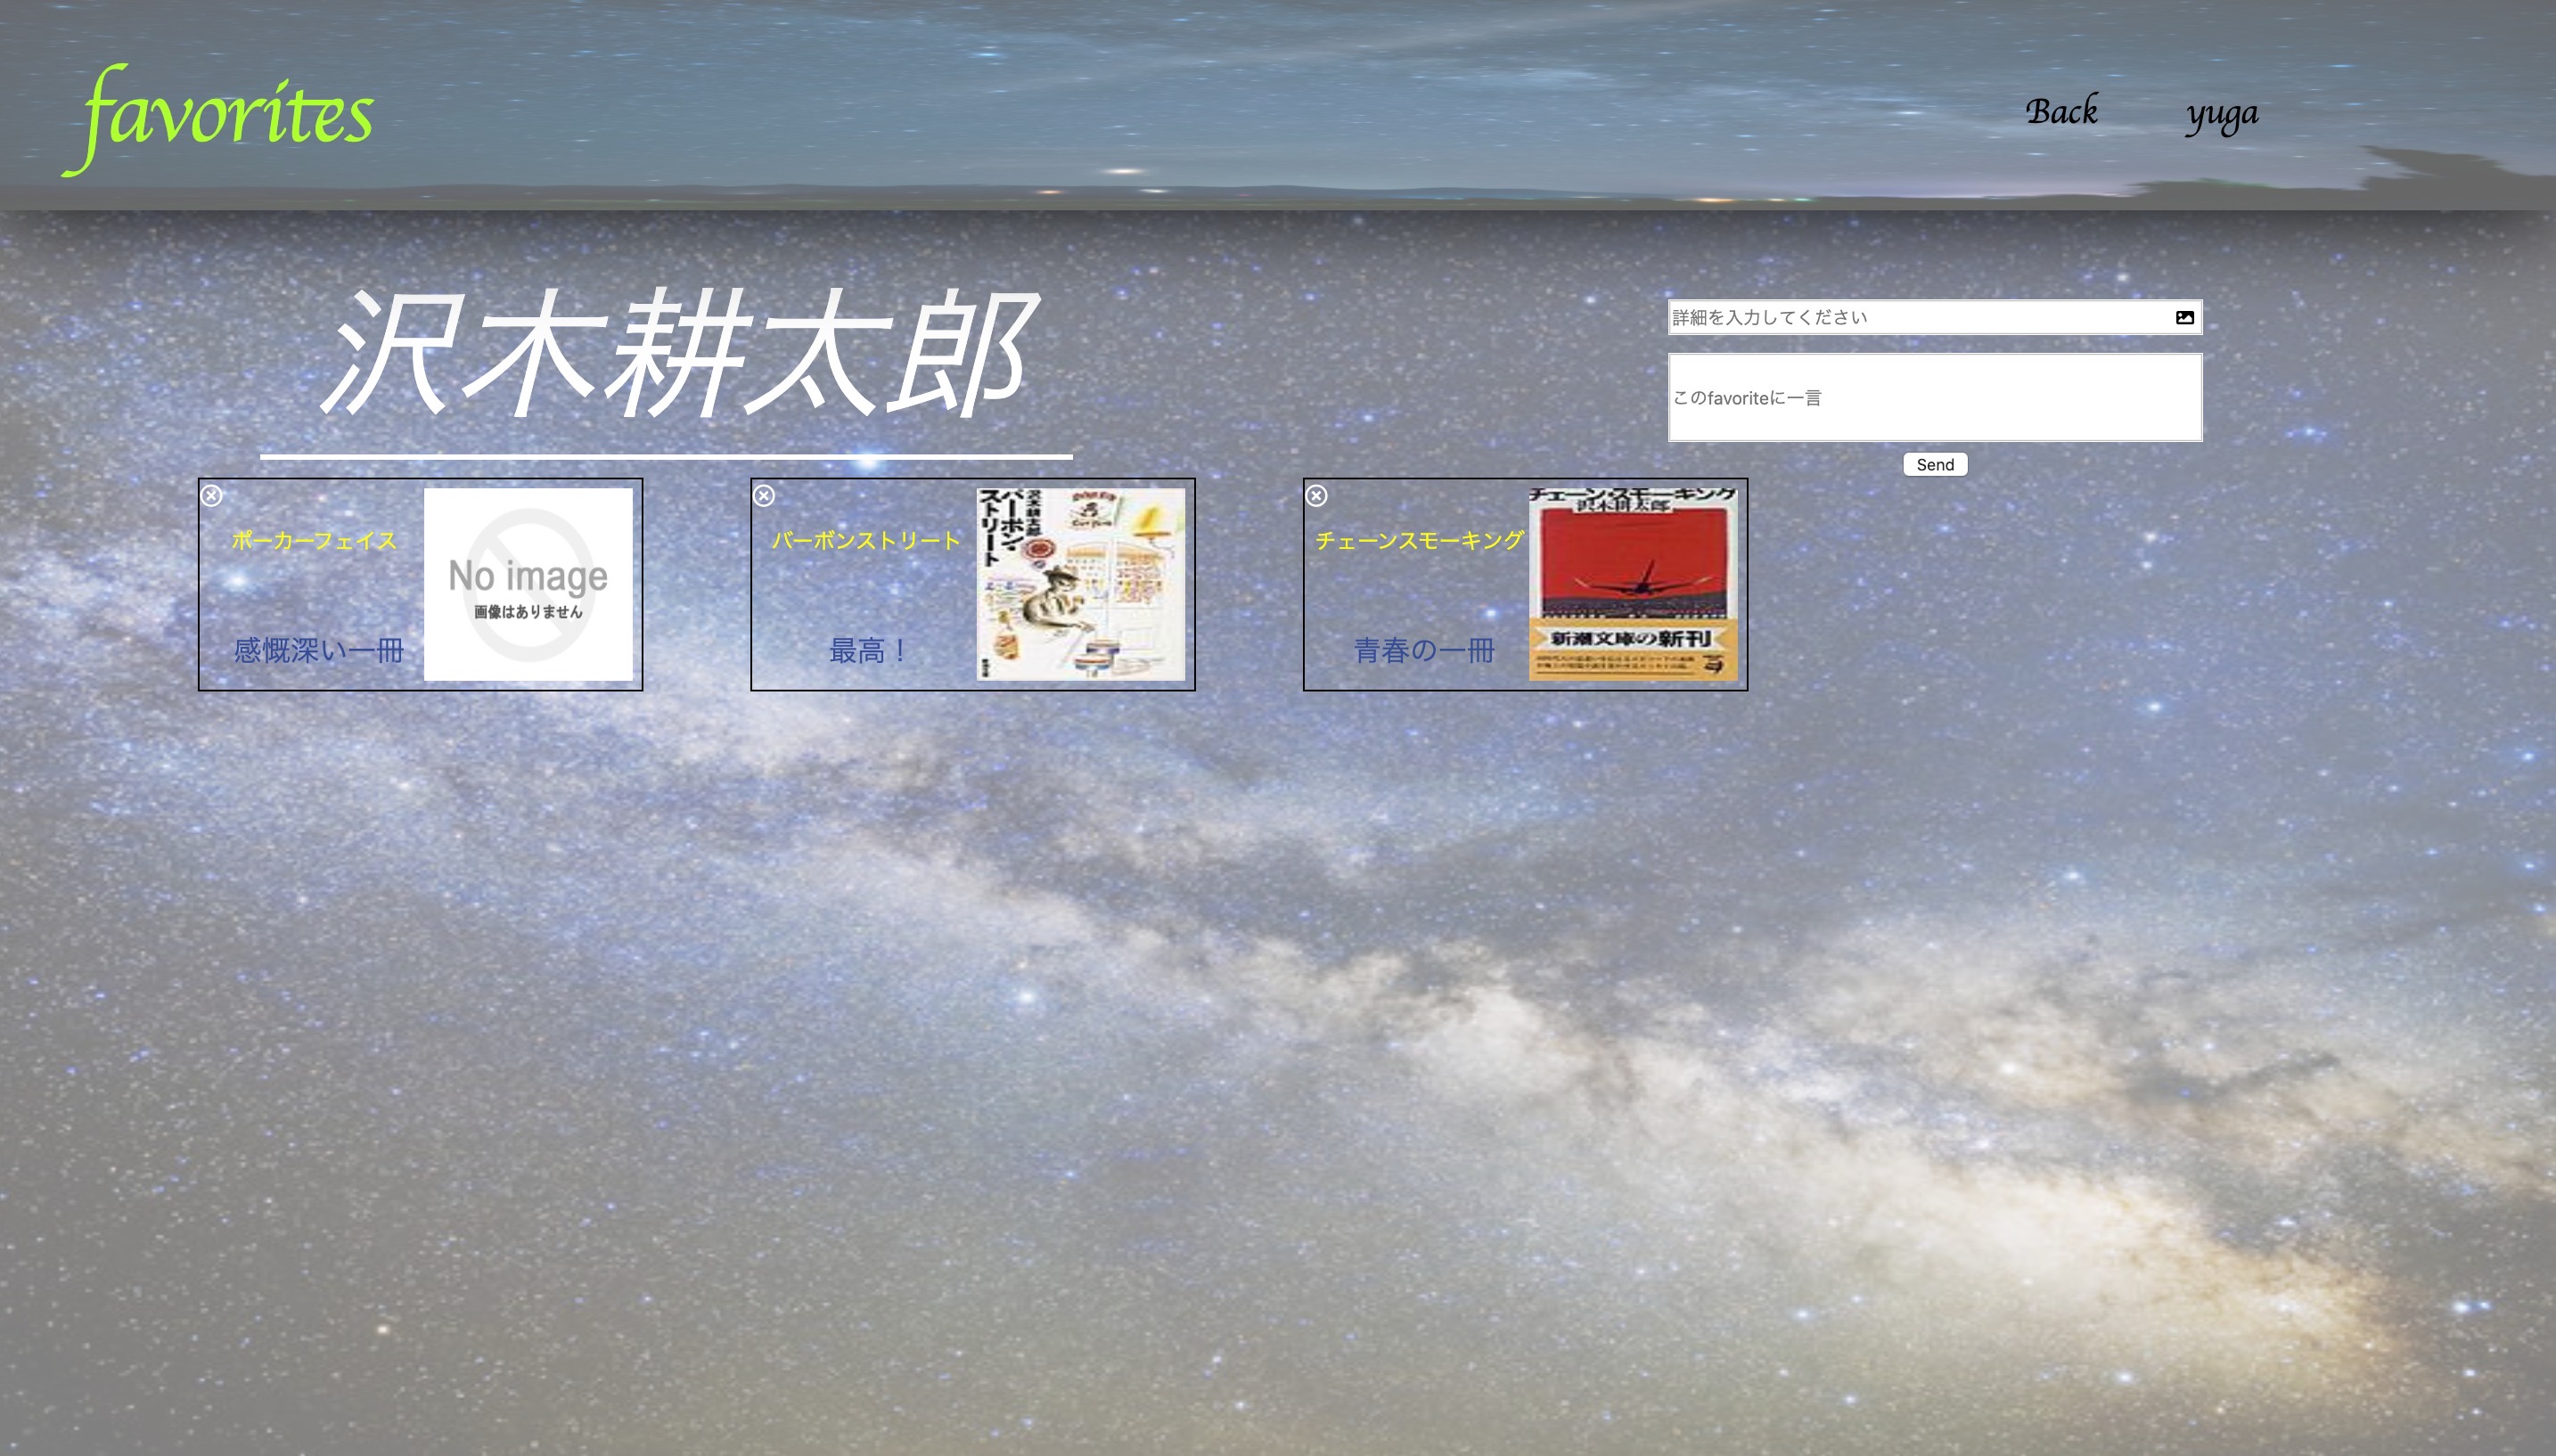 favorites
Back
yuga
沢木耕太郎
詳細を入力してください
このfavoriteに一言
Send
ポーカーフェイス
感慨深い一冊
No image
画像はありません
バーボンストリート
最高！
沢木耕太郎
バーボン・
ストリート
チェーンスモーキング
青春の一冊
チェーン・スモーキング
沢木耕太郎
新潮文庫の新刊